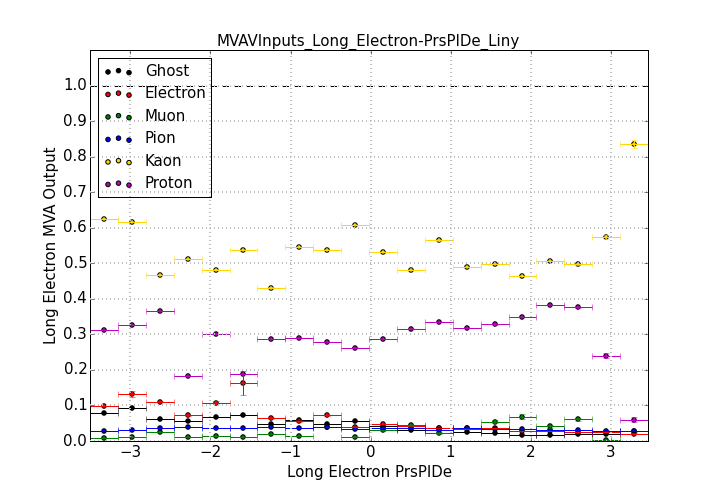 MVAVInputs_Long_Electron-PrsPIDe_Liny
Long Electron MVA Output
1.0
0.9
0.8
0.7
0.6
0.5
0.4
0.3
0.2
0.1
0.0
Ghost
Electron
Muon
Pion
Kaon
Proton
−3 −2 −1 0 1 2 3
Long Electron PrsPIDe